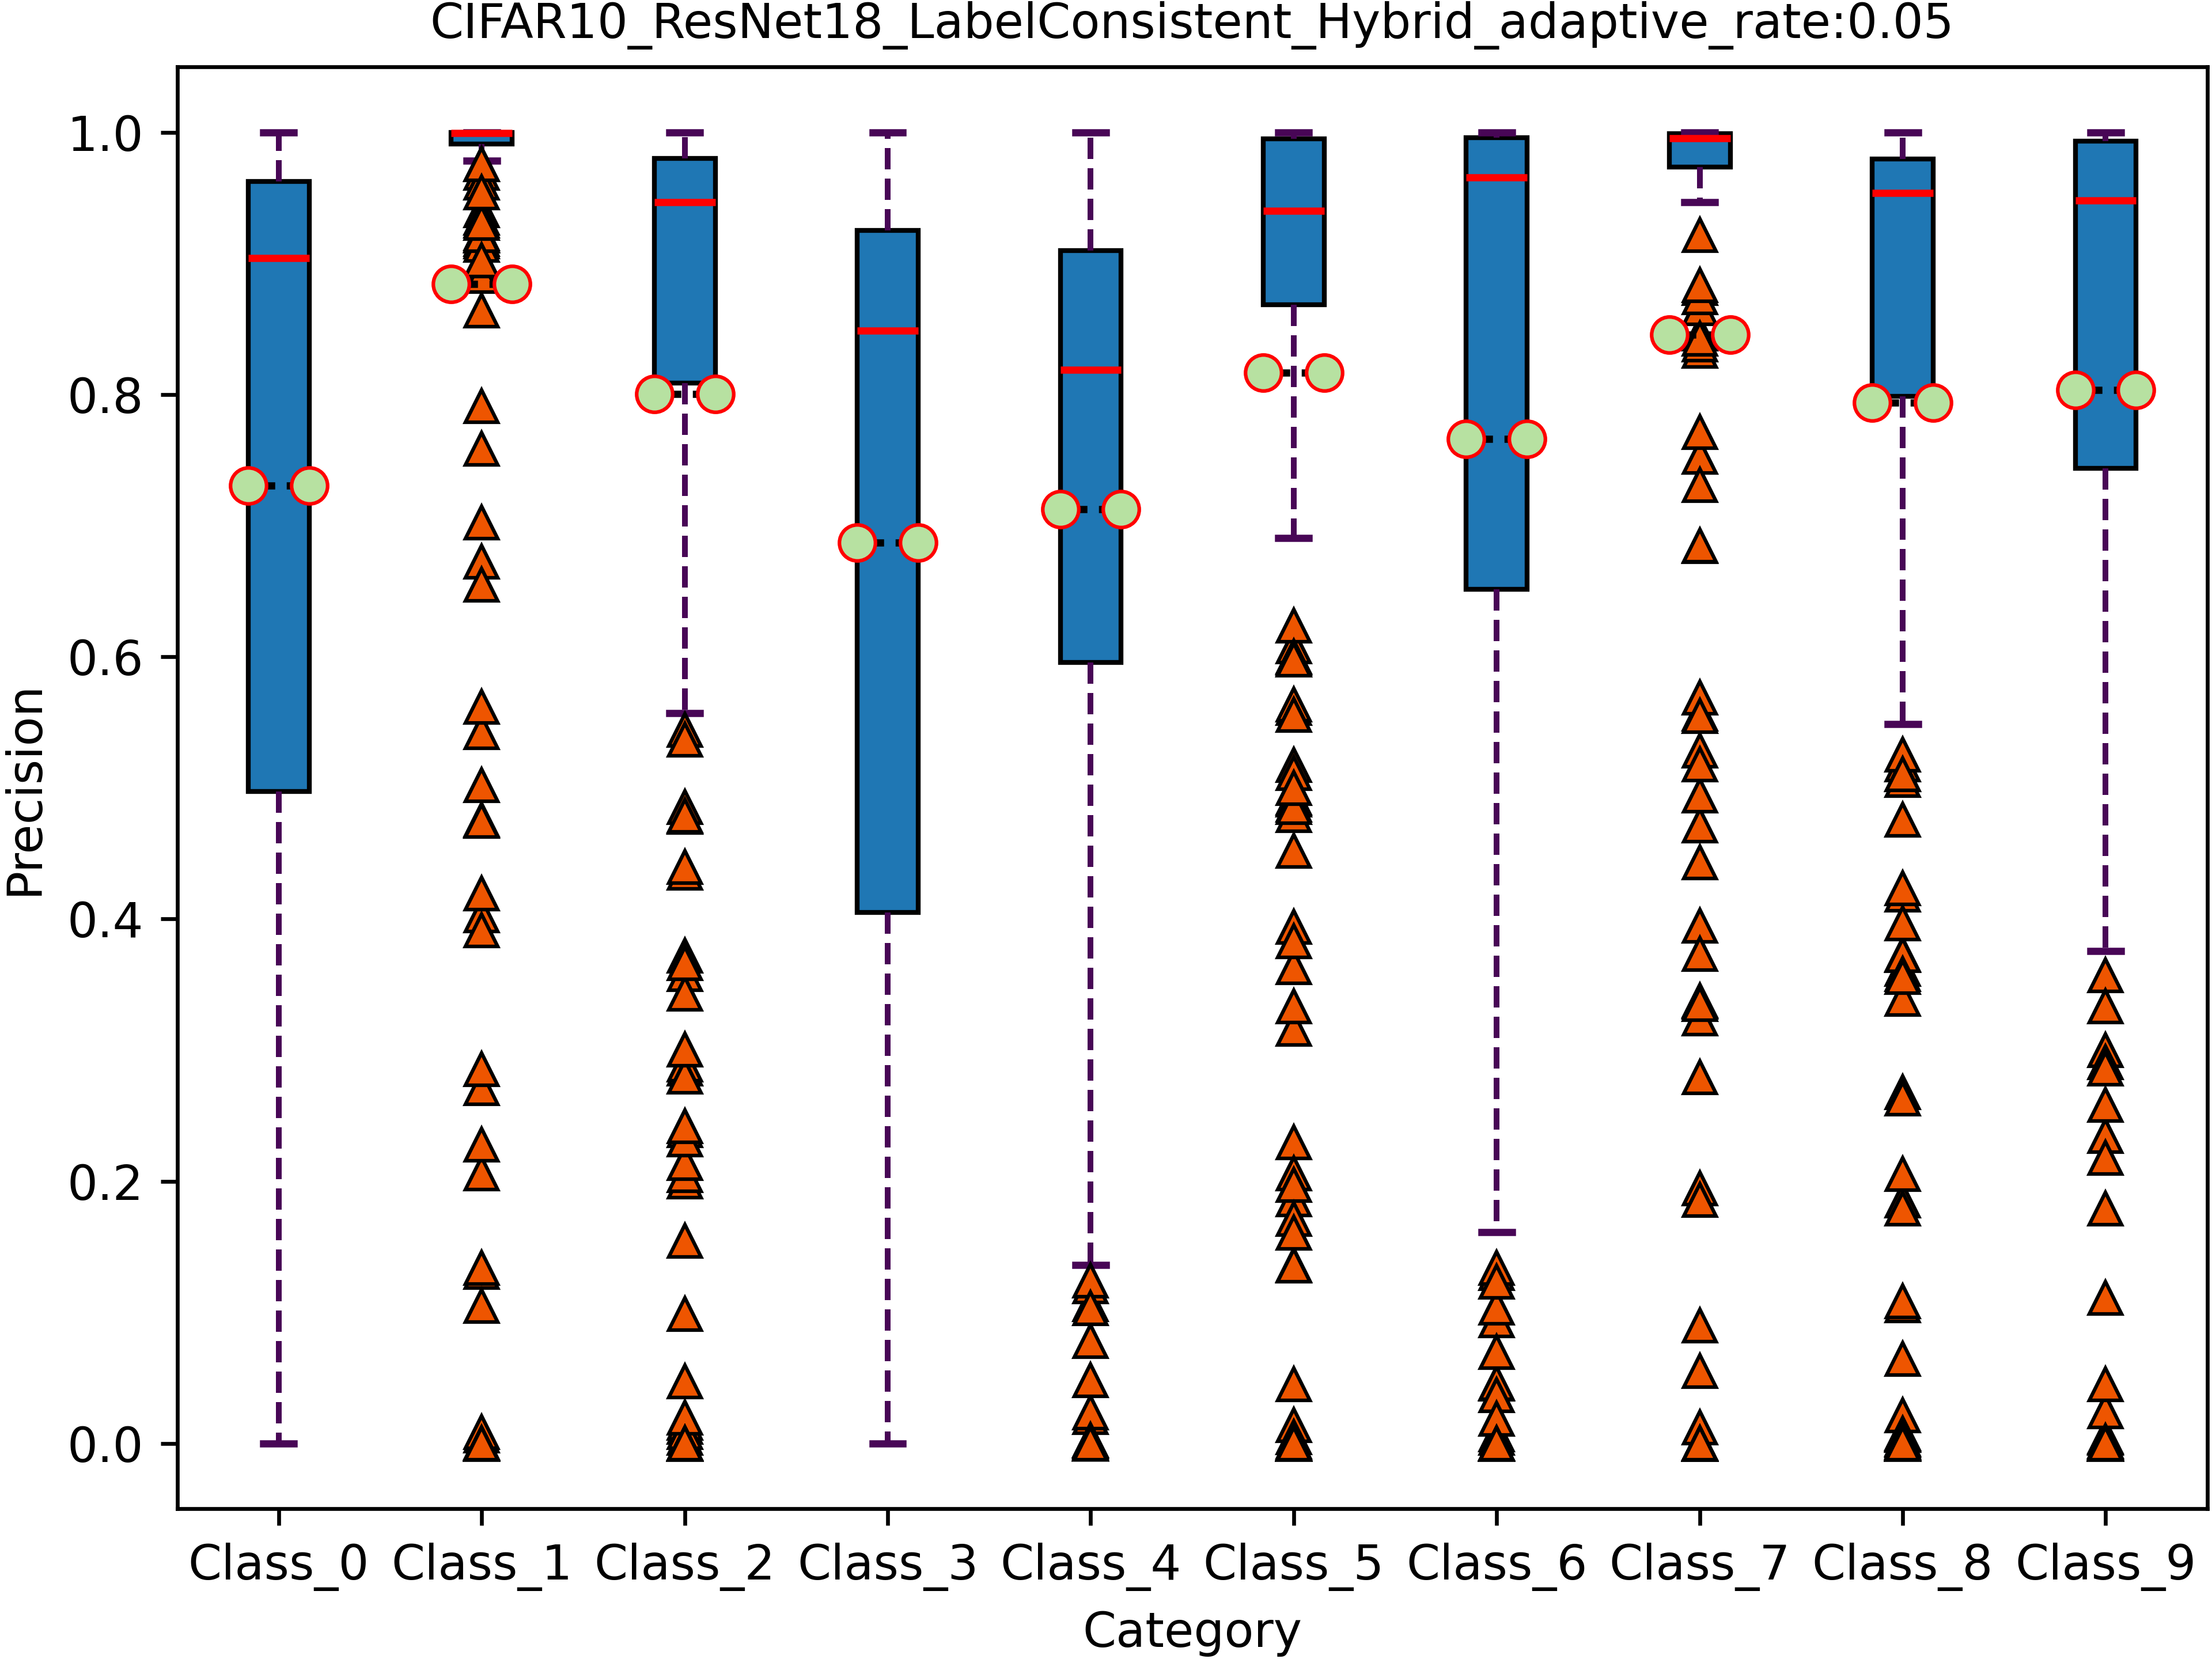 CIFAR10_ResNet18_LabelConsistent_Hybrid_adaptive_rate:0.05
1.0
0.8
0.6
0.4
0.2
0.0
Precision
Class_0 Class_1 Class_2 Class_3 Class_4 Class_5 Class_6 Class_7 Class_8 Class_9
Category